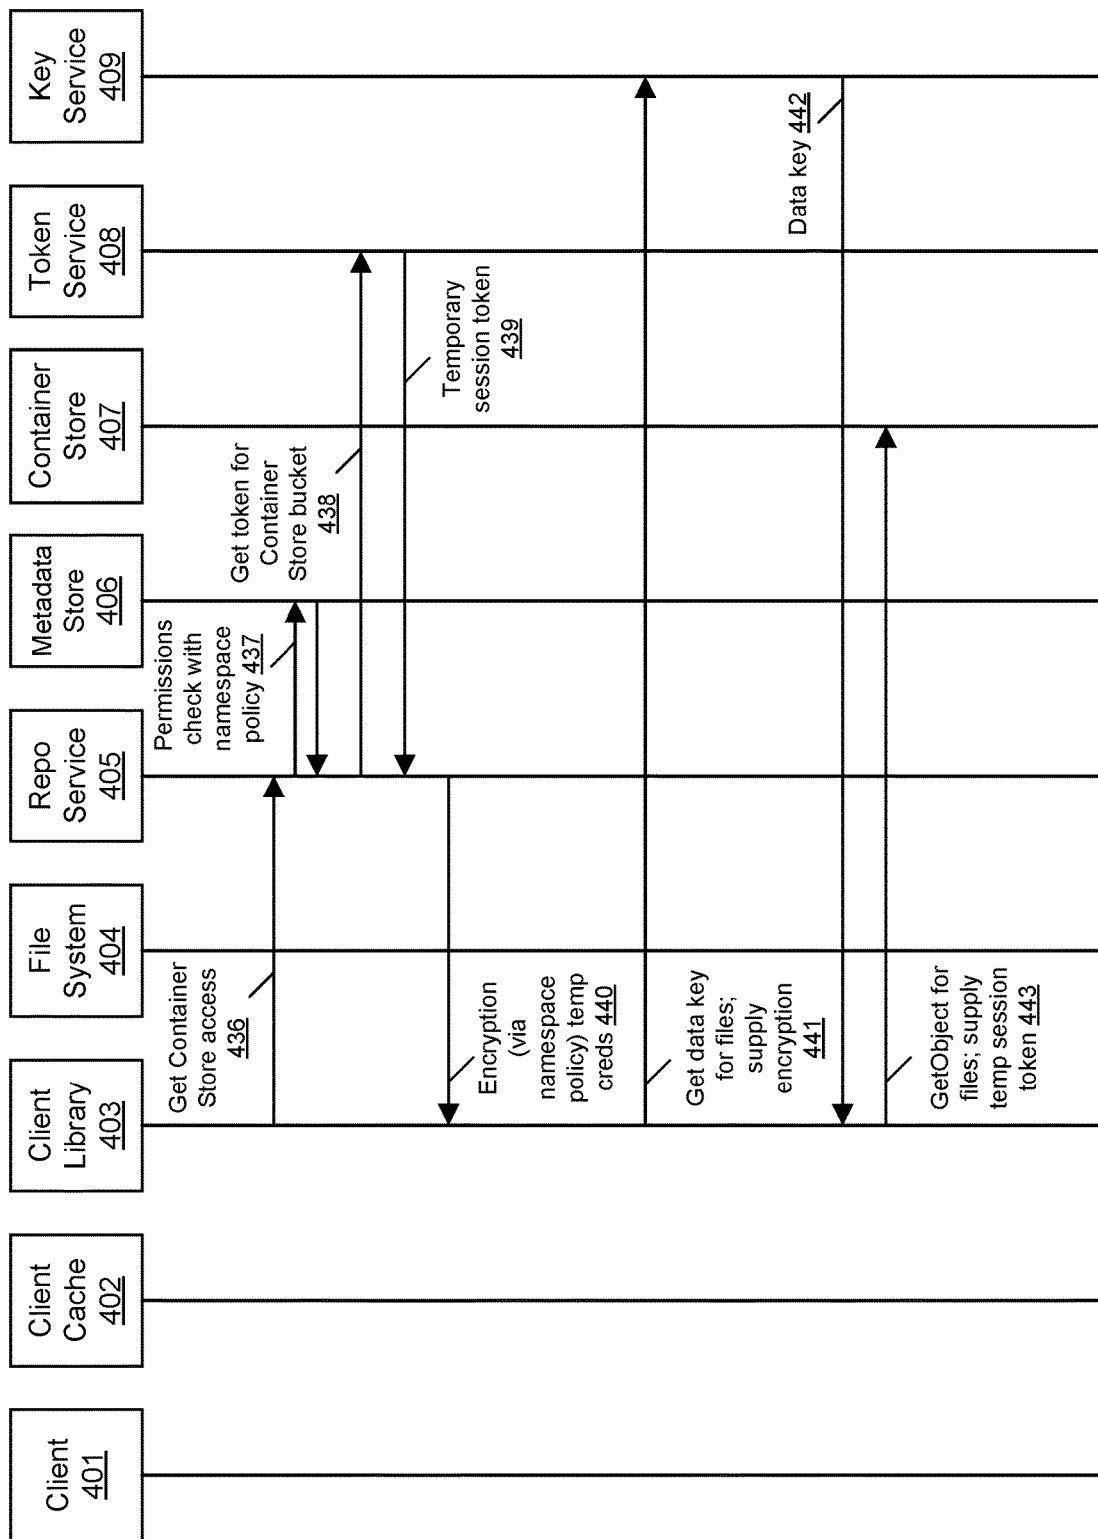 Client
401
Client
Cache
402
Client
Library
403
File
System
404
Repo
Service
405
Metadata
Store
406
Container
Store
407
Token
Service
408
Key
Service
409
Get Container
Store access
436
Permissions
check with
namespace
policy 437
Get token for
Container
Store bucket
438
Temporary
session token
439
Encryption
(via
namespace
policy) temp
creds 440
Get data key
for files;
supply
encryption
441
Data key 442
GetObject for
files; supply
temp session
token 443